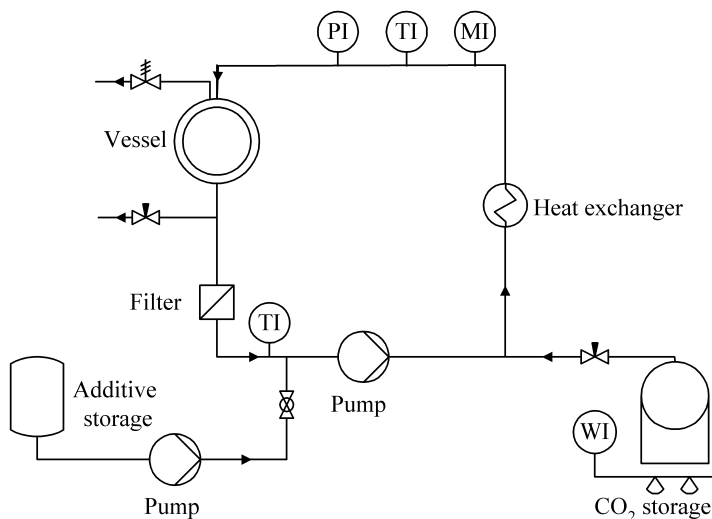 PI
TI
MI
Vessel
Heat exchanger
Filter
TI
Additive
storage
Pump
WI
Pump
CO₂ storage